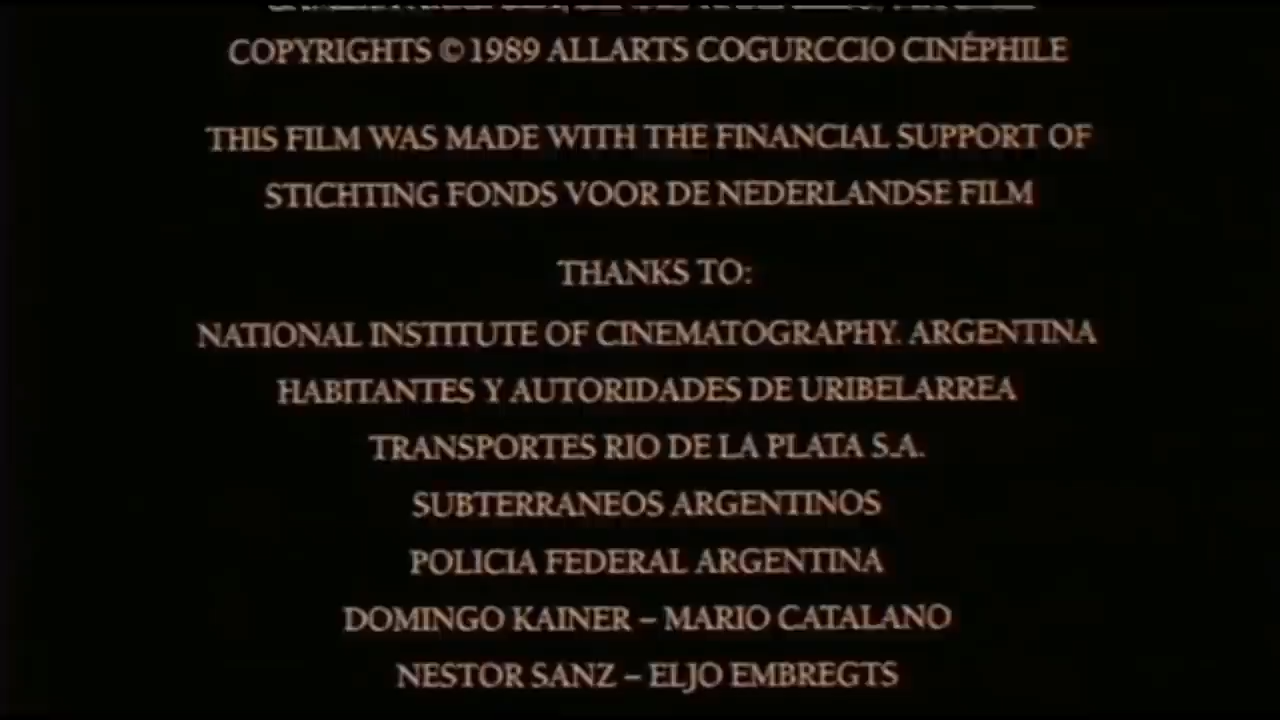 COPYRIGHTS © 1989 ALLARTS COGURCCIO CINÉPHILE
THIS FILM WAS MADE WITH THE FINANCIAL SUPPORT OF
STICHTING FONDS VOOR DE NEDERLANDSE FILM
THANKS TO:
NATIONAL INSTITUTE OF CINEMATOGRAPHY. ARGENTINA
HABITANTES Y AUTORIDADES DE URIBELARREA
TRANSPORTES RIO DE LA PLATA S.A.
SUBTERRANEOS ARGENTINOS
POLICIA FEDERAL ARGENTINA
DOMINGO KAINER – MARIO CATALANO
NESTOR SANZ – ELJO EMBREGTS